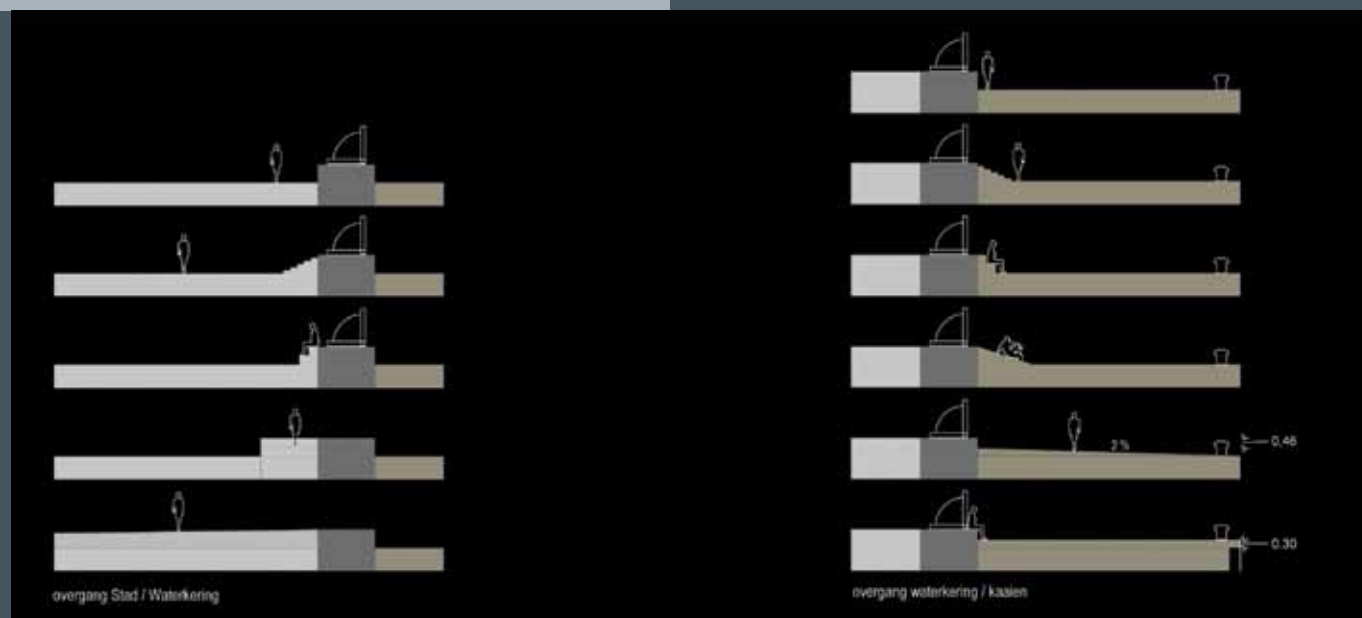 overgang Stad / Waterkering
2 %
0,46
0.30
overgang waterkering / kaaien